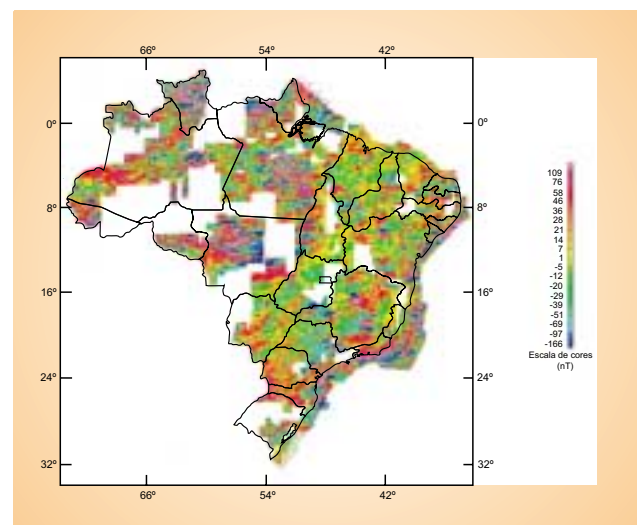 66º 54º 42º
0º 0º
8º 8º
16º 16º
24º 24º
32º 32º
66º 54º 42º
109
76
58
46
36
28
21
14
7
1
-5
-12
-20
-29
-39
-51
-69
-97
-166
Escala de cores
(nT)